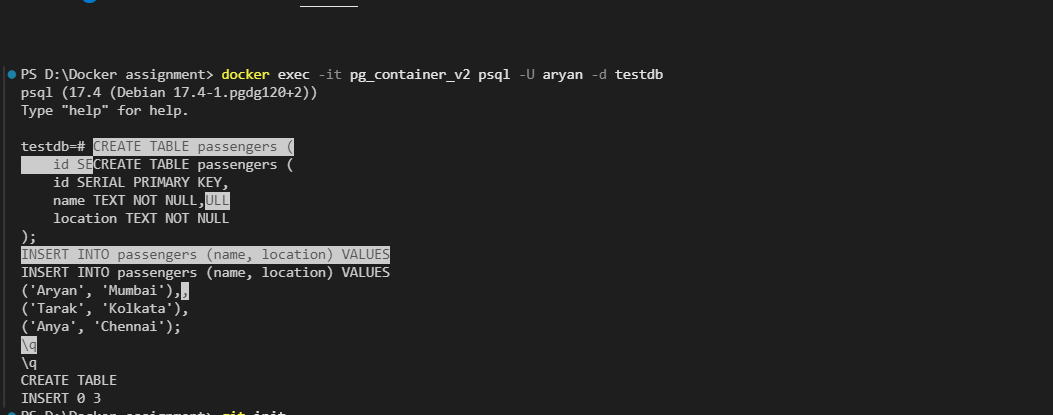 PS D:\Docker assignment> docker exec -it pg_container_v2 psql -U aryan -d testdb
psql (17.4 (Debian 17.4-1.pgdg120+2))
Type "help" for help.
testdb=# CREATE TABLE passengers (
    id SECREATE TABLE passengers (
    id SERIAL PRIMARY KEY,
    name TEXT NOT NULL,ULL
    location TEXT NOT NULL
);
INSERT INTO passengers (name, location) VALUES
INSERT INTO passengers (name, location) VALUES
('Aryan', 'Mumbai'),,
('Tarak', 'Kolkata'),
('Anya', 'Chennai');
\q
\q
CREATE TABLE
INSERT 0 3
PS D:\Docker assignment> git init